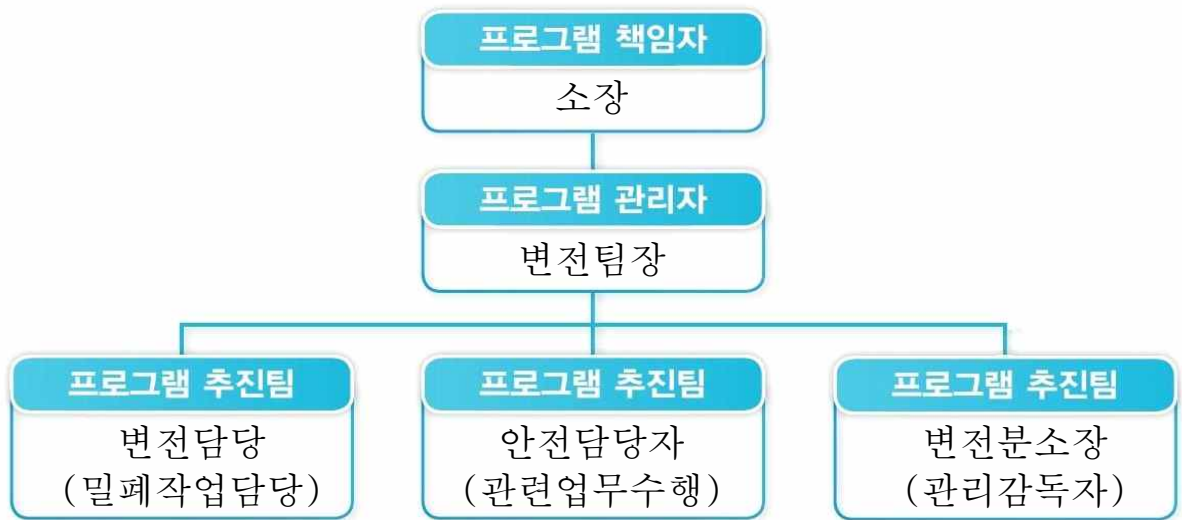 프로그램 책임자
소장
프로그램 관리자
변전팀장
프로그램 추진팀
변전담당
(밀폐작업담당)
프로그램 추진팀
안전담당자
(관련업무수행)
프로그램 추진팀
변전분소장
(관리감독자)